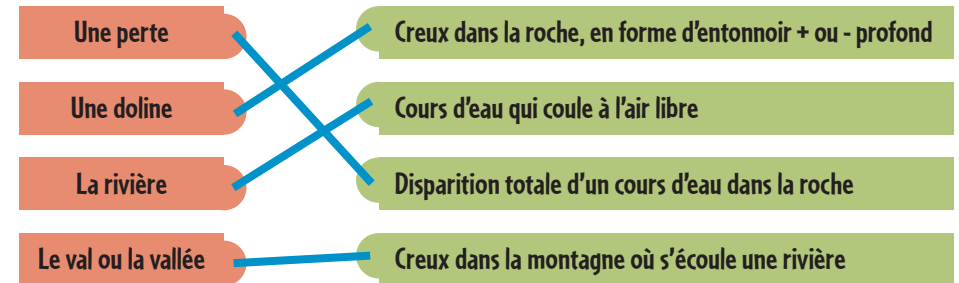 Une perte
Creux dans la roche, en forme d'entonnoir + ou - profond
Une doline
Cours d'eau qui coule à l'air libre
La rivière
Disparition totale d'un cours d'eau dans la roche
Le val ou la vallée
Creux dans la montagne où s'écoule une rivière